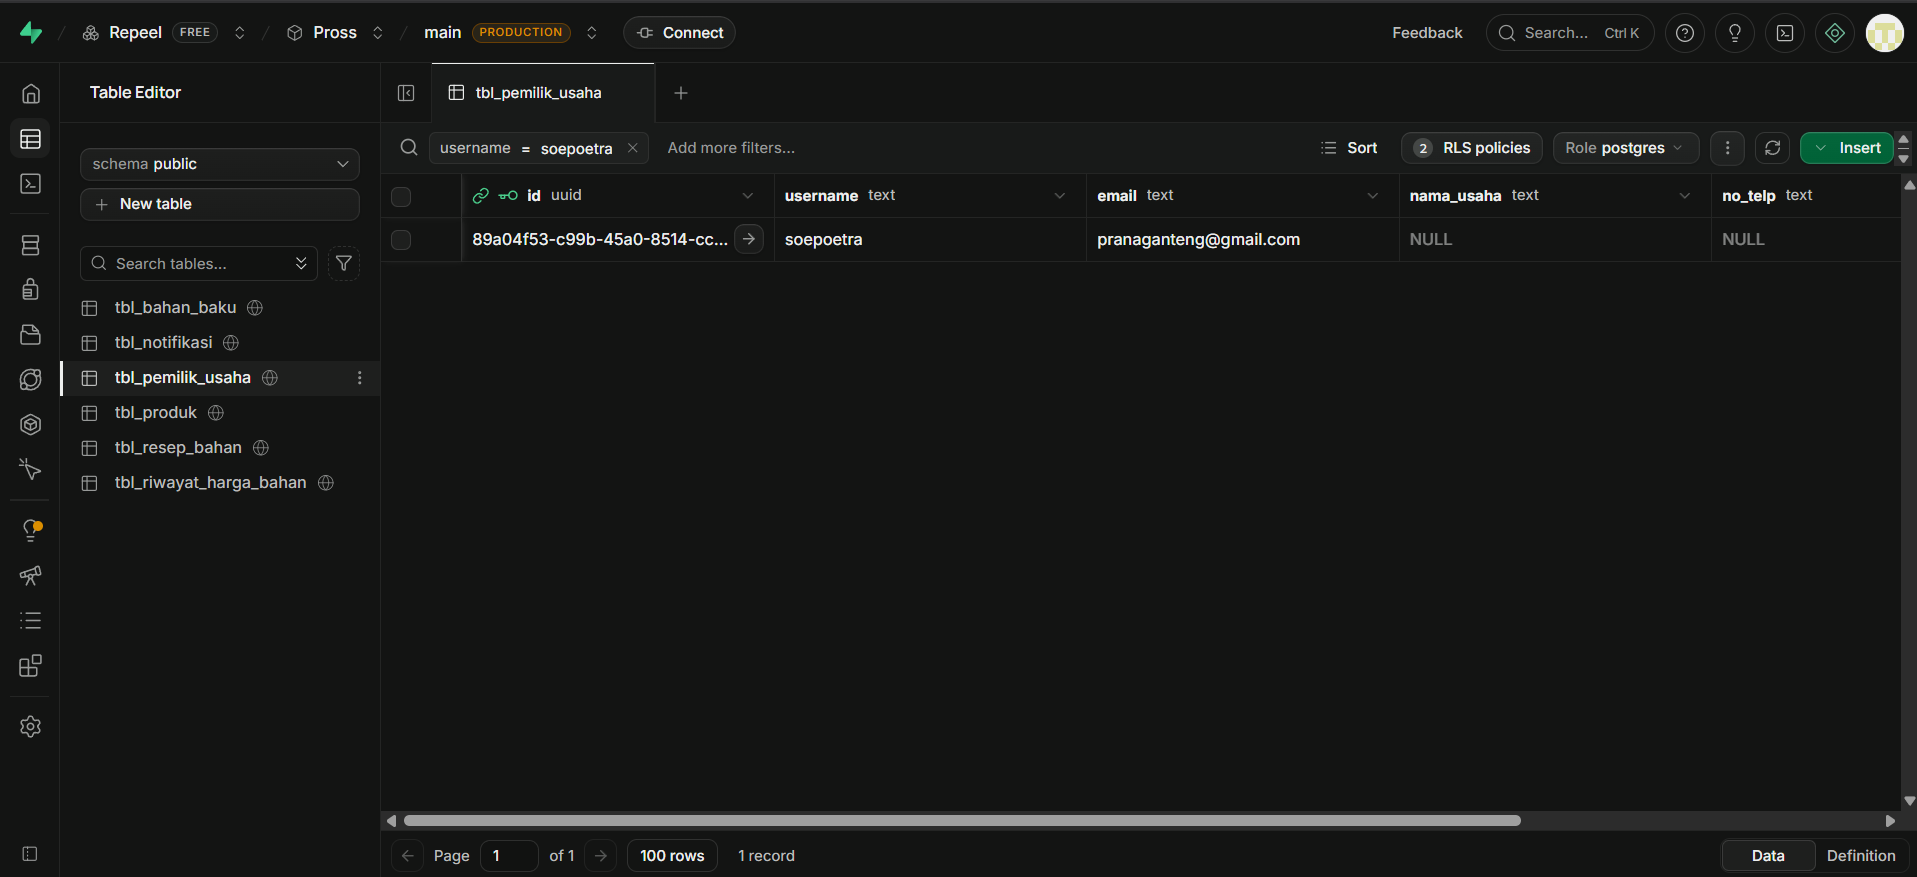 Repeel FREE / Pross / main PRODUCTION Connect Feedback Search... Ctrl K
Table Editor
tbl_pemilik_usaha
schema public
New table
Search tables...
tbl_bahan_baku
tbl_notifikasi
tbl_pemilik_usaha
tbl_produk
tbl_resep_bahan
tbl_riwayat_harga_bahan
username = soepoetra Add more filters... Sort 2 RLS policies Role postgres Insert
id uuid username text email text nama_usaha text no_telp text
89a04f53-c99b-45a0-8514-cc... soepoetra pranaganteng@gmail.com NULL NULL
Page 1 of 1 100 rows 1 record Data Definition